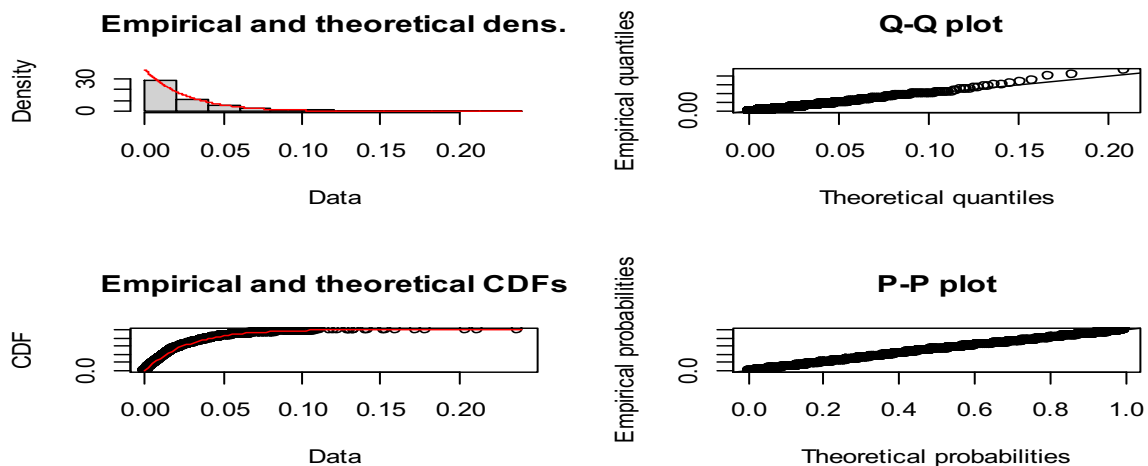 Empirical and theoretical dens.
Density
30
0
0.00 0.05 0.10 0.15 0.20
Data
Q-Q plot
Empirical quantiles
0.00
0.00 0.05 0.10 0.15 0.20
Theoretical quantiles
Empirical and theoretical CDFs
CDF
0.0
0.00 0.05 0.10 0.15 0.20
Data
P-P plot
Empirical probabilities
0.0
0.0 0.2 0.4 0.6 0.8 1.0
Theoretical probabilities